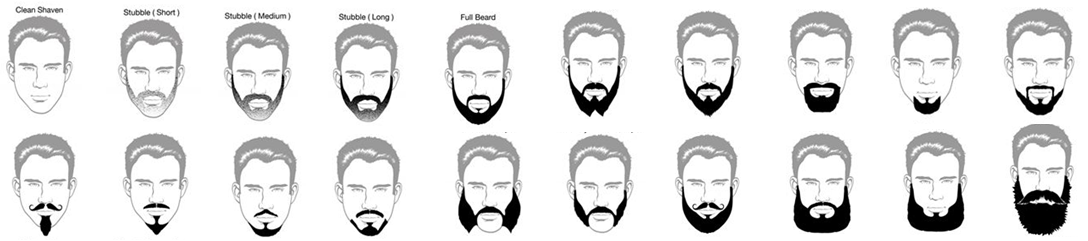 Clean Shaven
Stubble ( Short )
Stubble ( Medium )
Stubble ( Long )
Full Beard